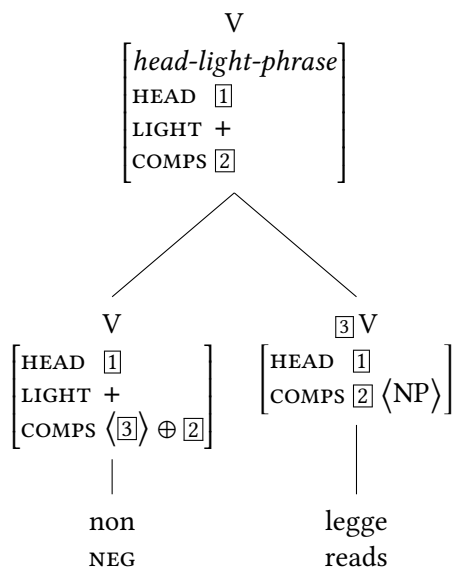 V
head-light-phrase
HEAD 1
LIGHT +
COMPS 2
V
HEAD 1
LIGHT +
COMPS ⟨3⟩ ⊕ 2
non
NEG
3 V
HEAD 1
COMPS 2 ⟨NP⟩
legge
reads